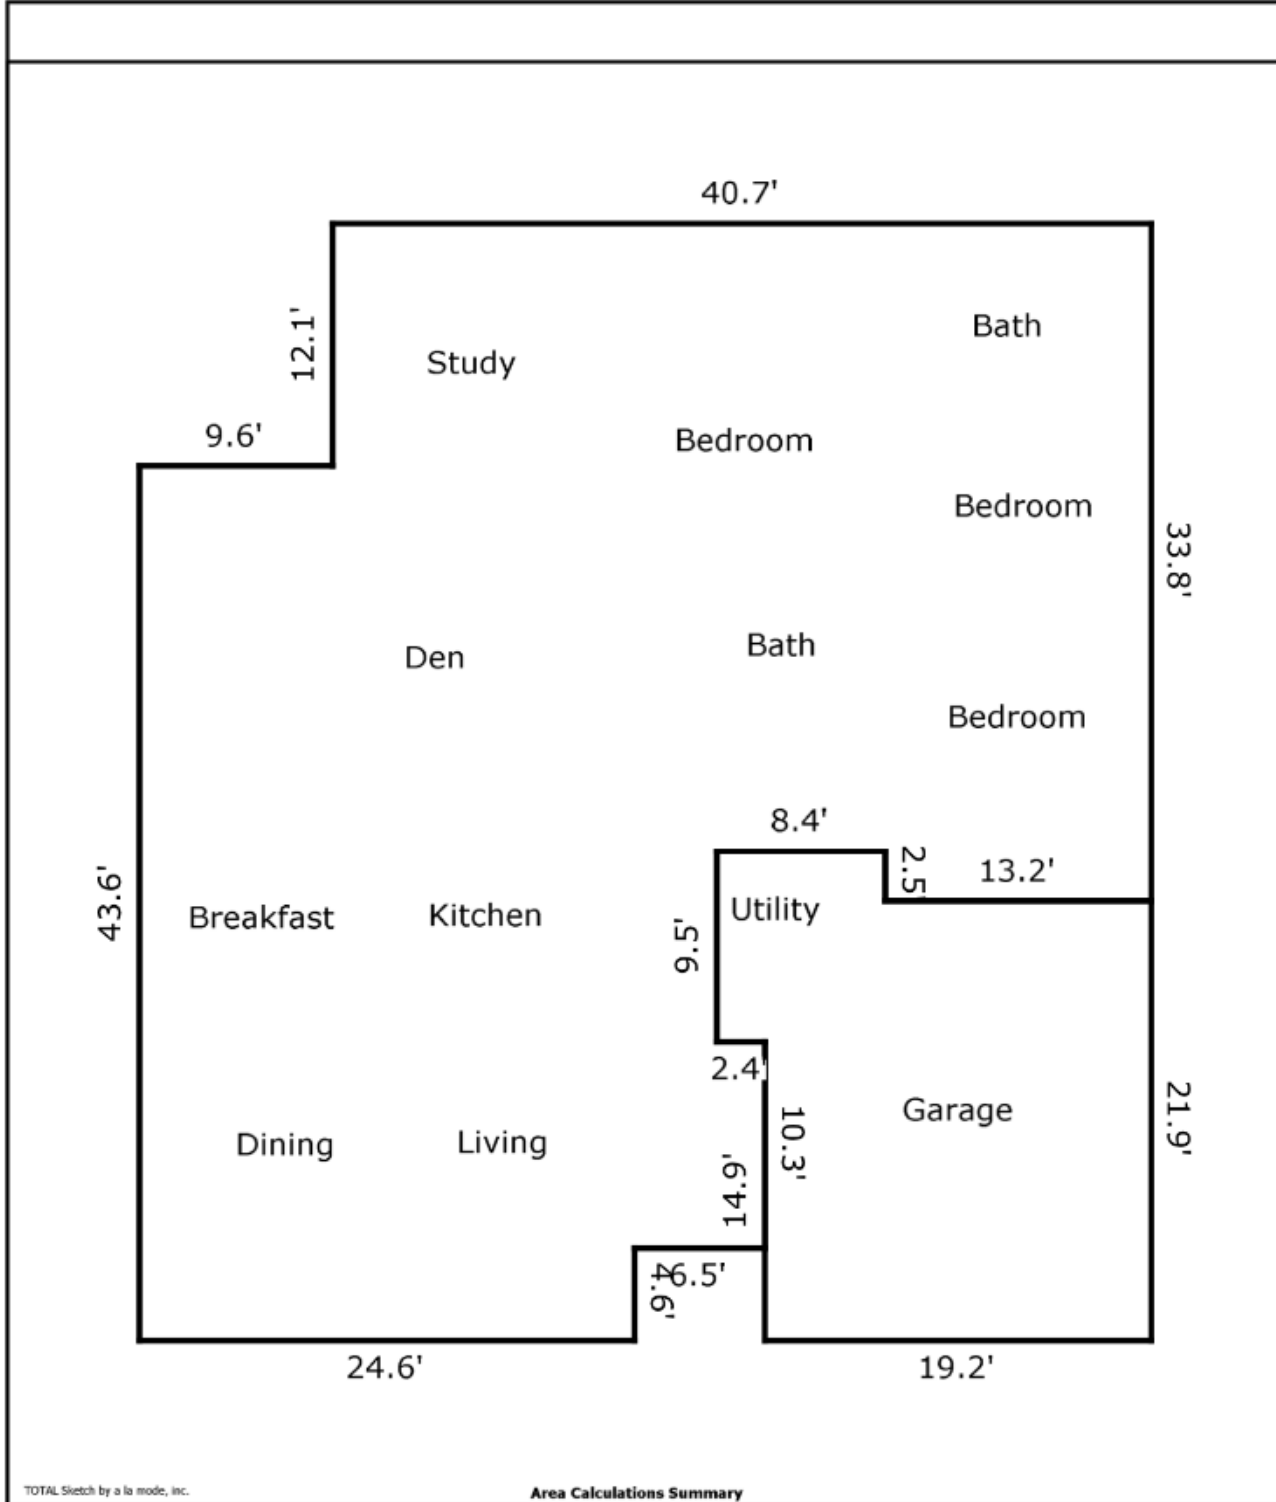 40.7'
12.1'
Bath
Study
9.6'
Bedroom
Bedroom
33.8'
Den
Bath
Bedroom
8.4'
2.5'
13.2'
43.6'
Breakfast
Kitchen
Utility
9.5'
2.4'
Garage
21.9'
10.3'
Dining
Living
14.9'
4.6'
6.5'
24.6'
19.2'
TOTAL Sketch by a la mode, inc.
Area Calculations Summary